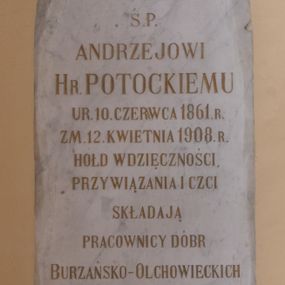 Ś.P.
ANDRZEJOWI
HR. POTOCKIEMU
UR. 10. CZERWCA 1861. R.
ZM. 12. KWIETNIA 1908. R.
HOŁD WDZIĘCZNOŚCI,
PRZYWIĄZANIA I CZCI
SKŁADAJĄ
PRACOWNICY DÓBR
BURZAŃSKO-OLCHOWIECKICH